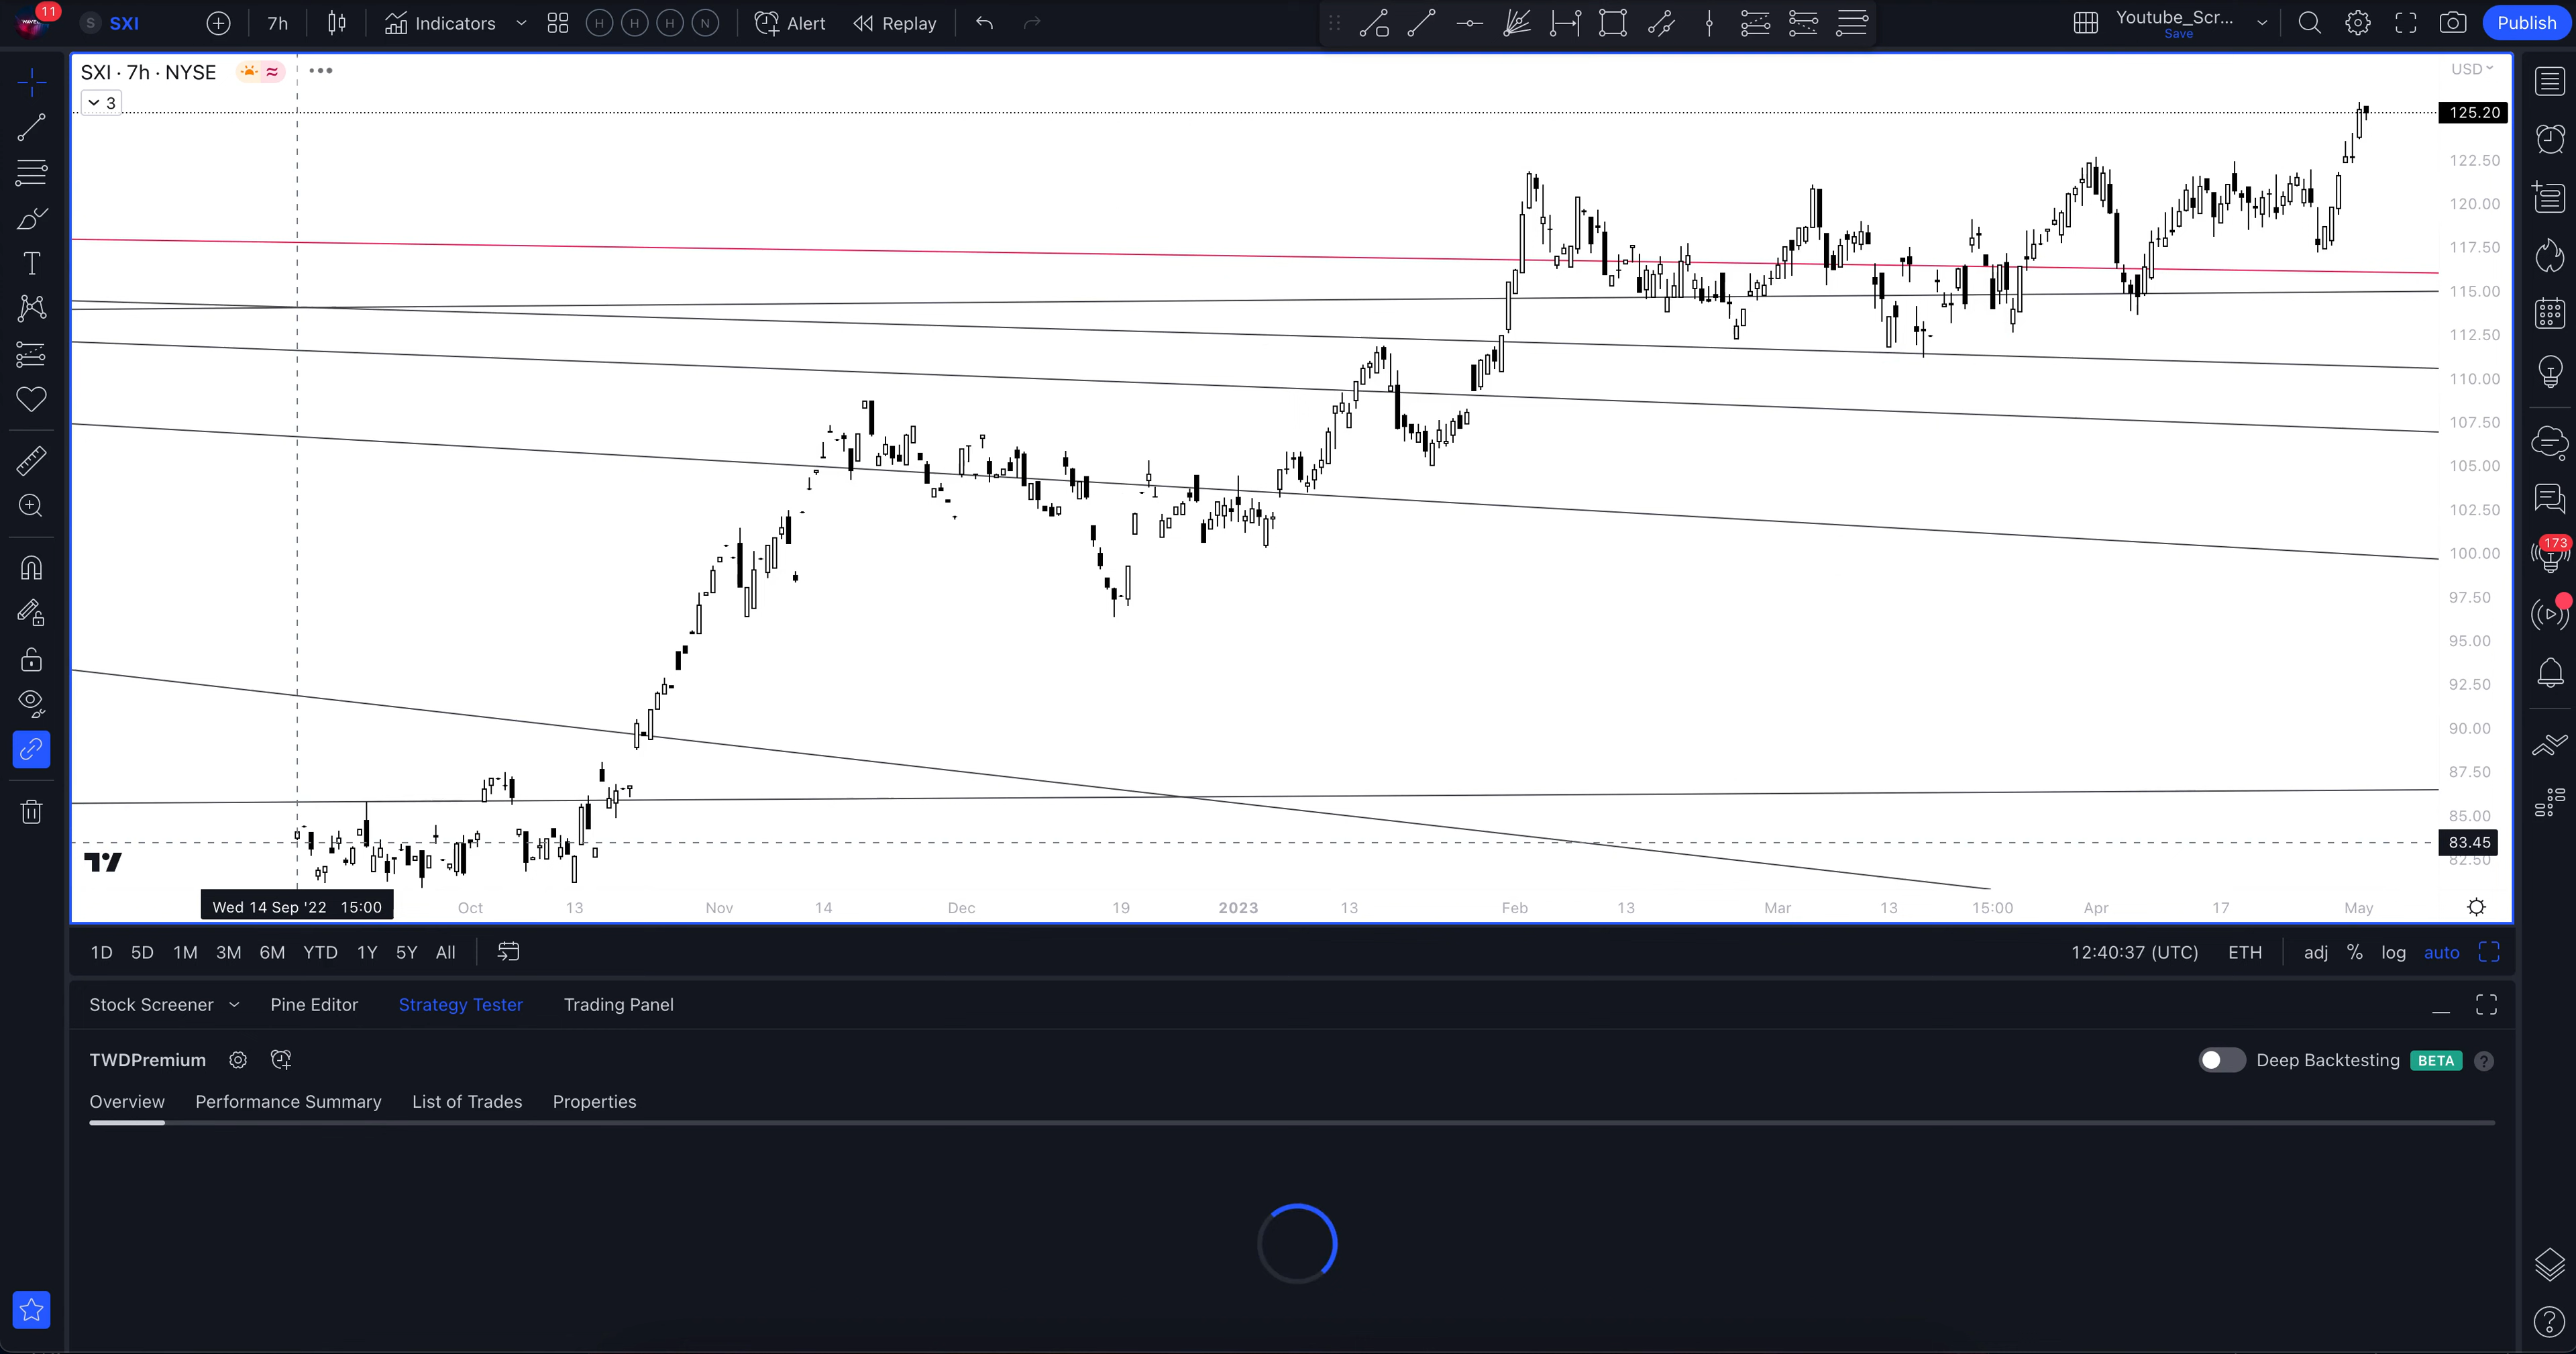 11
S SXI
7h
Indicators
H H H N
Alert
Replay
Youtube_Scr...
Save
Publish
SXI · 7h · NYSE
3
USD
125.20
122.50
120.00
117.50
115.00
112.50
110.00
107.50
105.00
102.50
100.00
97.50
95.00
92.50
90.00
87.50
85.00
83.45
82.50
173
Wed 14 Sep '22 15:00
Oct 13 Nov 14 Dec 19 2023 13 Feb 13 Mar 13 15:00 Apr 17 May
1D 5D 1M 3M 6M YTD 1Y 5Y All
12:40:37 (UTC) ETH adj % log auto
Stock Screener Pine Editor Strategy Tester Trading Panel
TWDPremium
Deep Backtesting BETA ?
Overview Performance Summary List of Trades Properties